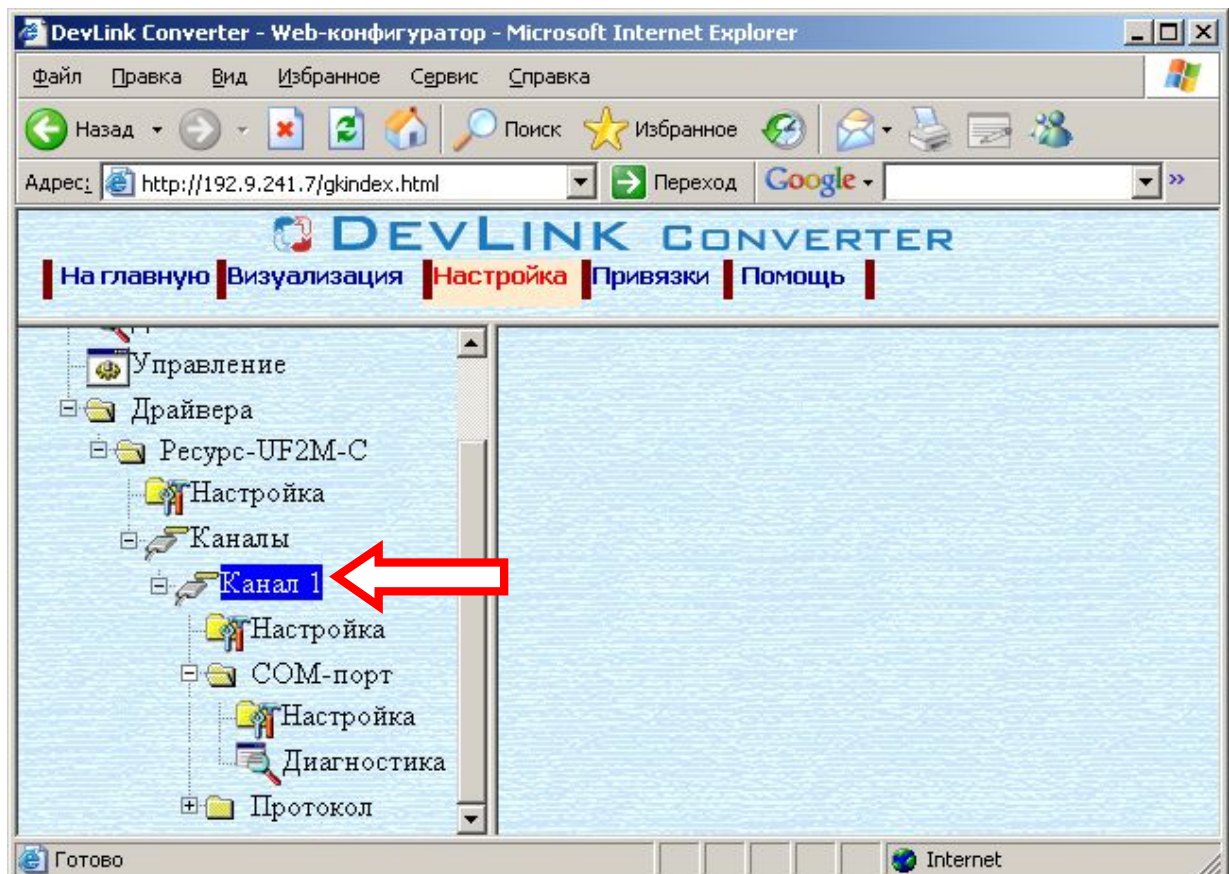 DevLink Converter - Web-конфигуратор - Microsoft Internet Explorer
Файл Правка Вид Избранное Сервис Справка
Назад Поиск Избранное
Адрес: http://192.9.241.7/gkindex.html Переход Google »
DEVLINK CONVERTER
На главную Визуализация Настройка Привязки Помощь
Управление
Драйвера
Ресурс-UF2M-C
Настройка
Каналы
Канал 1
Настройка
COM-порт
Настройка
Диагностика
Протокол
Готово Internet